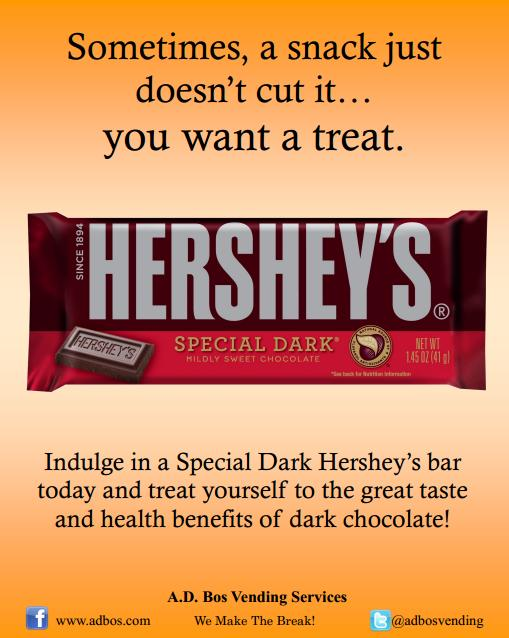 Sometimes, a snack just
doesn't cut it…
you want a treat.
SINCE 1894
HERSHEY'S®
HERSHEY'S
SPECIAL DARK®
MILDLY SWEET CHOCOLATE
NET WT
1.45 OZ (41 g)
*See back for Nutrition Information
Indulge in a Special Dark Hershey's bar
today and treat yourself to the great taste
and health benefits of dark chocolate!
A.D. Bos Vending Services
f www.adbos.com We Make The Break! t @adbosvending